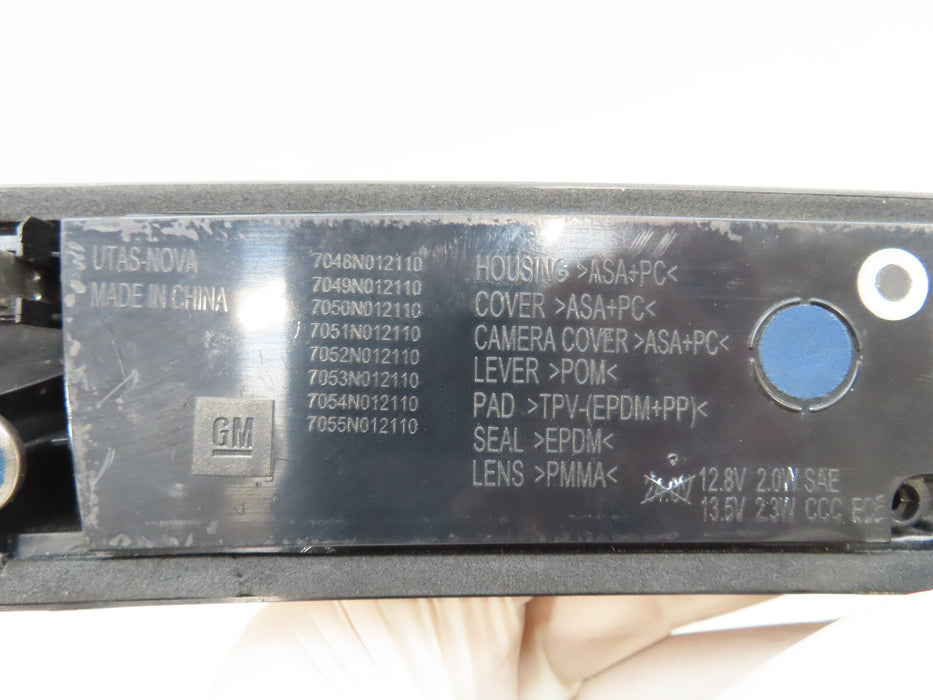 UTAS-NOVA
MADE IN CHINA
GM
7048N012110
7049N012110
7050N012110
7051N012110
7052N012110
7053N012110
7054N012110
7055N012110
HOUSING >ASA+PC<
COVER >ASA+PC<
CAMERA COVER >ASA+PC<
LEVER >POM<
PAD >TPV-(EPDM+PP)<
SEAL >EPDM<
LENS >PMMA<
12.8V 2.0W SAE
13.5V 2.3W CCC ECE